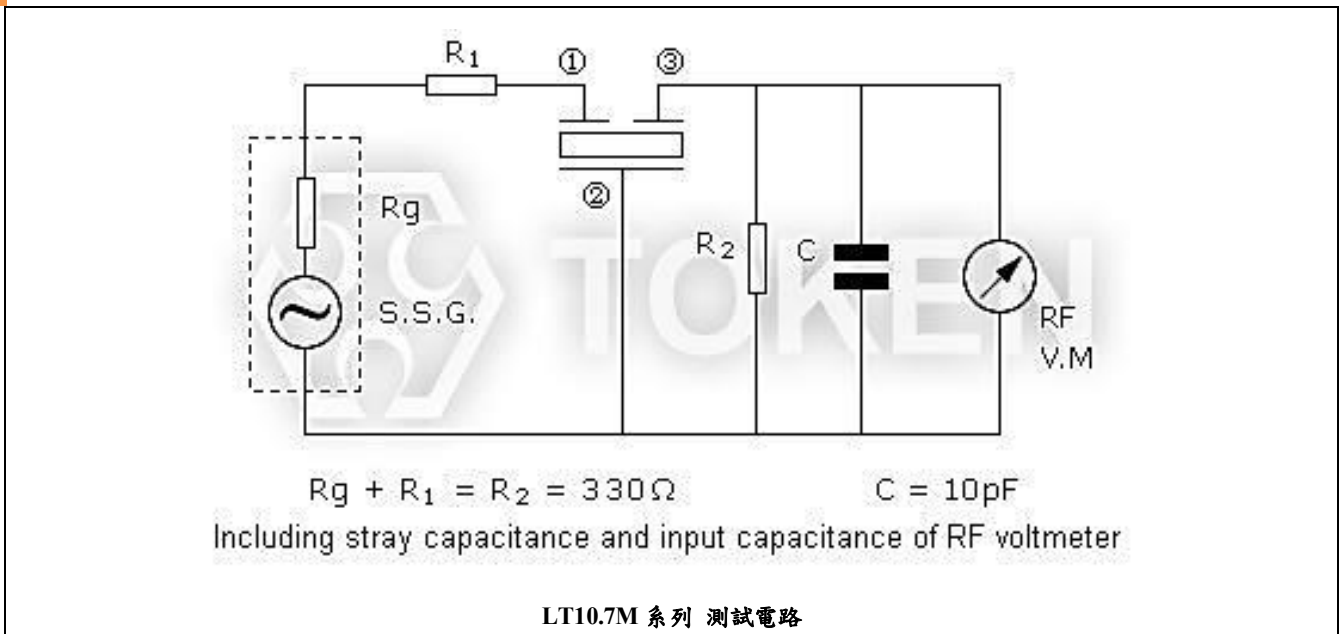 R1
① ③
Rg
②
R2
C
S.S.G.
TOKEN
RF
V.M
Rg + R1 = R2 = 330Ω C = 10pF
Including stray capacitance and input capacitance of RF voltmeter
LT10.7M 系列 測試電路